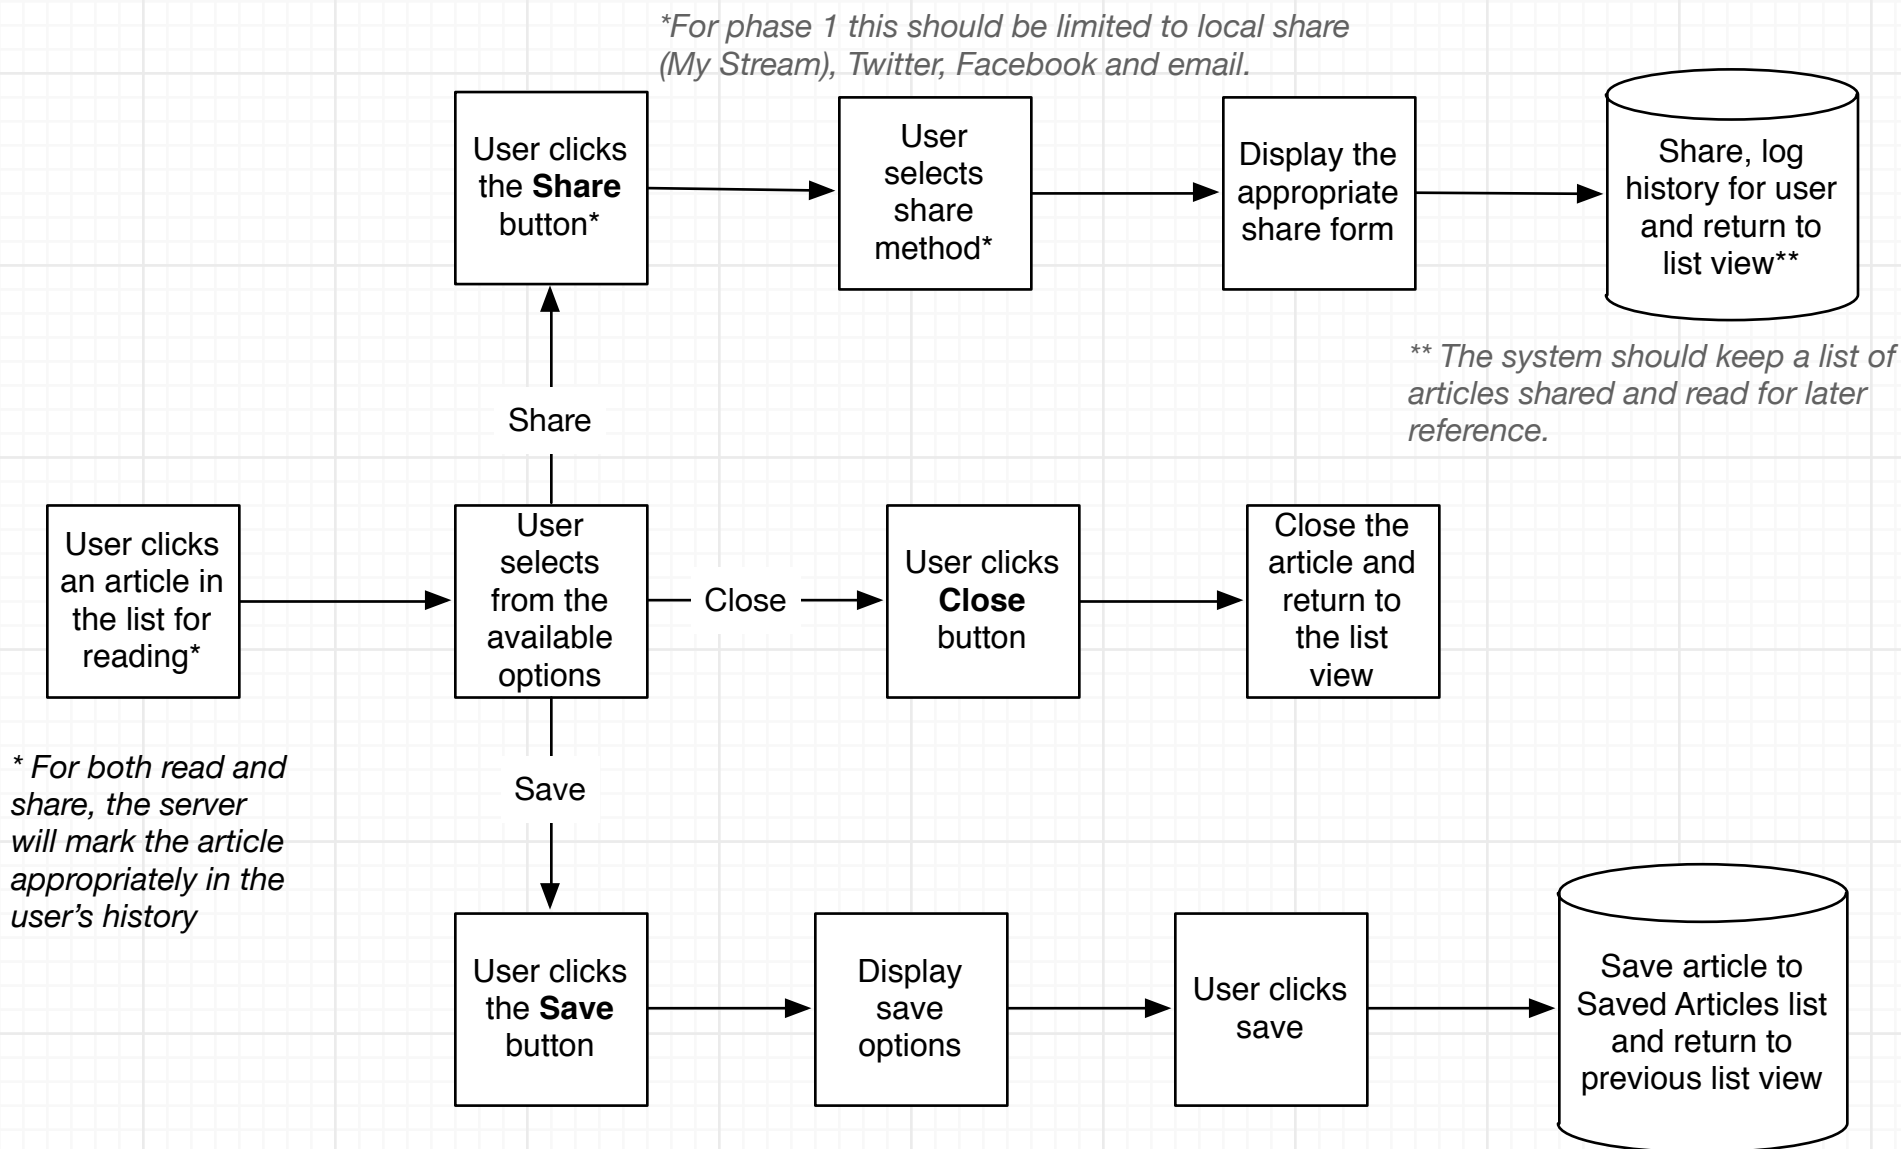 *For phase 1 this should be limited to local share
(My Stream), Twitter, Facebook and email.
User clicks
the Share
button*
User
selects
share
method*
Display the
appropriate
share form
Share, log
history for user
and return to
list view**
** The system should keep a list of
articles shared and read for later
reference.
Share
User clicks
an article in
the list for
reading*
User
selects
from the
available
options
Close
User clicks
Close
button
Close the
article and
return to
the list
view
* For both read and
share, the server
will mark the article
appropriately in the
user's history
Save
User clicks
the Save
button
Display
save
options
User clicks
save
Save article to
Saved Articles list
and return to
previous list view